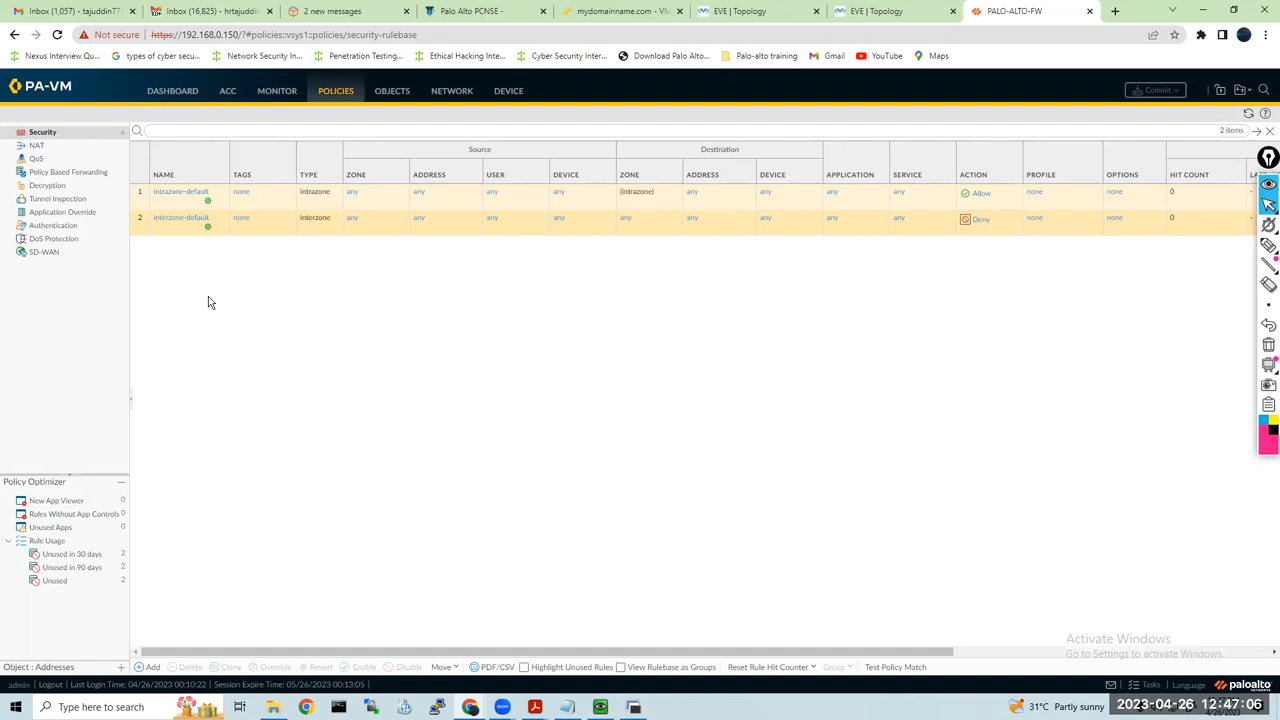 Inbox (1,057) - tajuddin77
Inbox (16,825) - hrtajuddin
2 new messages
Palo Alto PCNSE -
mydomainname.com - VM
EVE | Topology
EVE | Topology
PALO-ALTO-FW
Not secure
https://192.168.0.150/?#policies:vsys1:policies/security-rulebase
Nexus Interview Qu...
types of cyber secu...
Network Security In...
Penetration Testing...
Ethical Hacking Inte...
Cyber Security Inter...
Download Palo Alto...
Palo-alto training
Gmail
YouTube
Maps
PA-VM
DASHBOARD
ACC
MONITOR
POLICIES
OBJECTS
NETWORK
DEVICE
Commit
2 items
Security
NAT
QoS
Policy Based Forwarding
Decryption
Tunnel Inspection
Application Override
Authentication
DoS Protection
SD-WAN
Source Destination
NAME TAGS TYPE ZONE ADDRESS USER DEVICE ZONE ADDRESS DEVICE APPLICATION SERVICE ACTION PROFILE OPTIONS HIT COUNT
1 intrazone-default none intrazone any any any any (intrazone) any any any any Allow none none 0 -
2 interzone-default none interzone any any any any any any any any any Deny none none 0 -
Policy Optimizer
New App Viewer 0
Rules Without App Controls 0
Unused Apps 0
Rule Usage
Unused in 30 days 2
Unused in 90 days 2
Unused 2
Activate Windows
Go to Settings to activate Windows.
Object : Addresses
Add
Delete
Clone
Override
Revert
Enable
Disable
Move
PDF/CSV
Highlight Unused Rules
View Rulebase as Groups
Reset Rule Hit Counter
Group
Test Policy Match
admin | Logout | Last Login Time: 04/26/2023 00:10:22 | Session Expire Time: 05/26/2023 00:13:05
Tasks
Language
paloalto
NETWORKS
Type here to search
31°C Partly sunny
2023-04-26 12:47:06